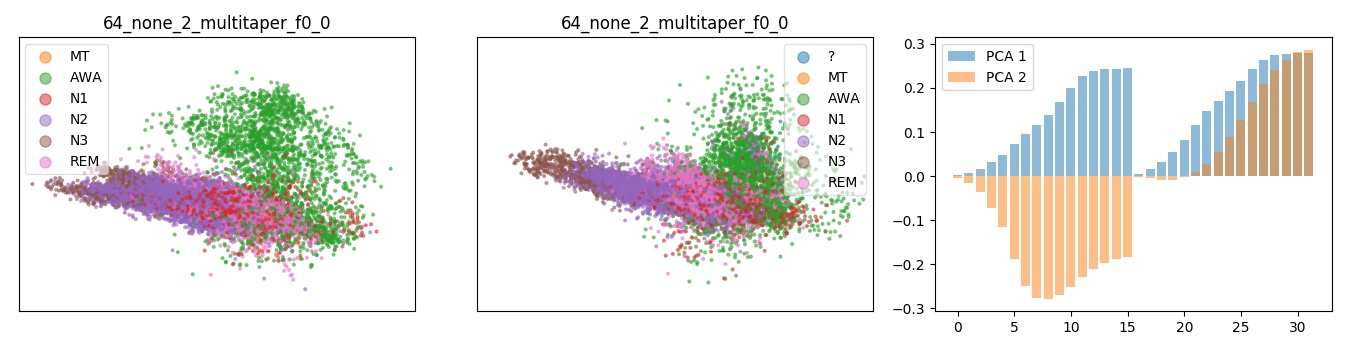 64_none_2_multitaper_f0_0
MT
AWA
N1
N2
N3
REM
64_none_2_multitaper_f0_0
?
MT
AWA
N1
N2
N3
REM
PCA 1
PCA 2
0.3
0.2
0.1
0.0
−0.1
−0.2
−0.3
0 5 10 15 20 25 30